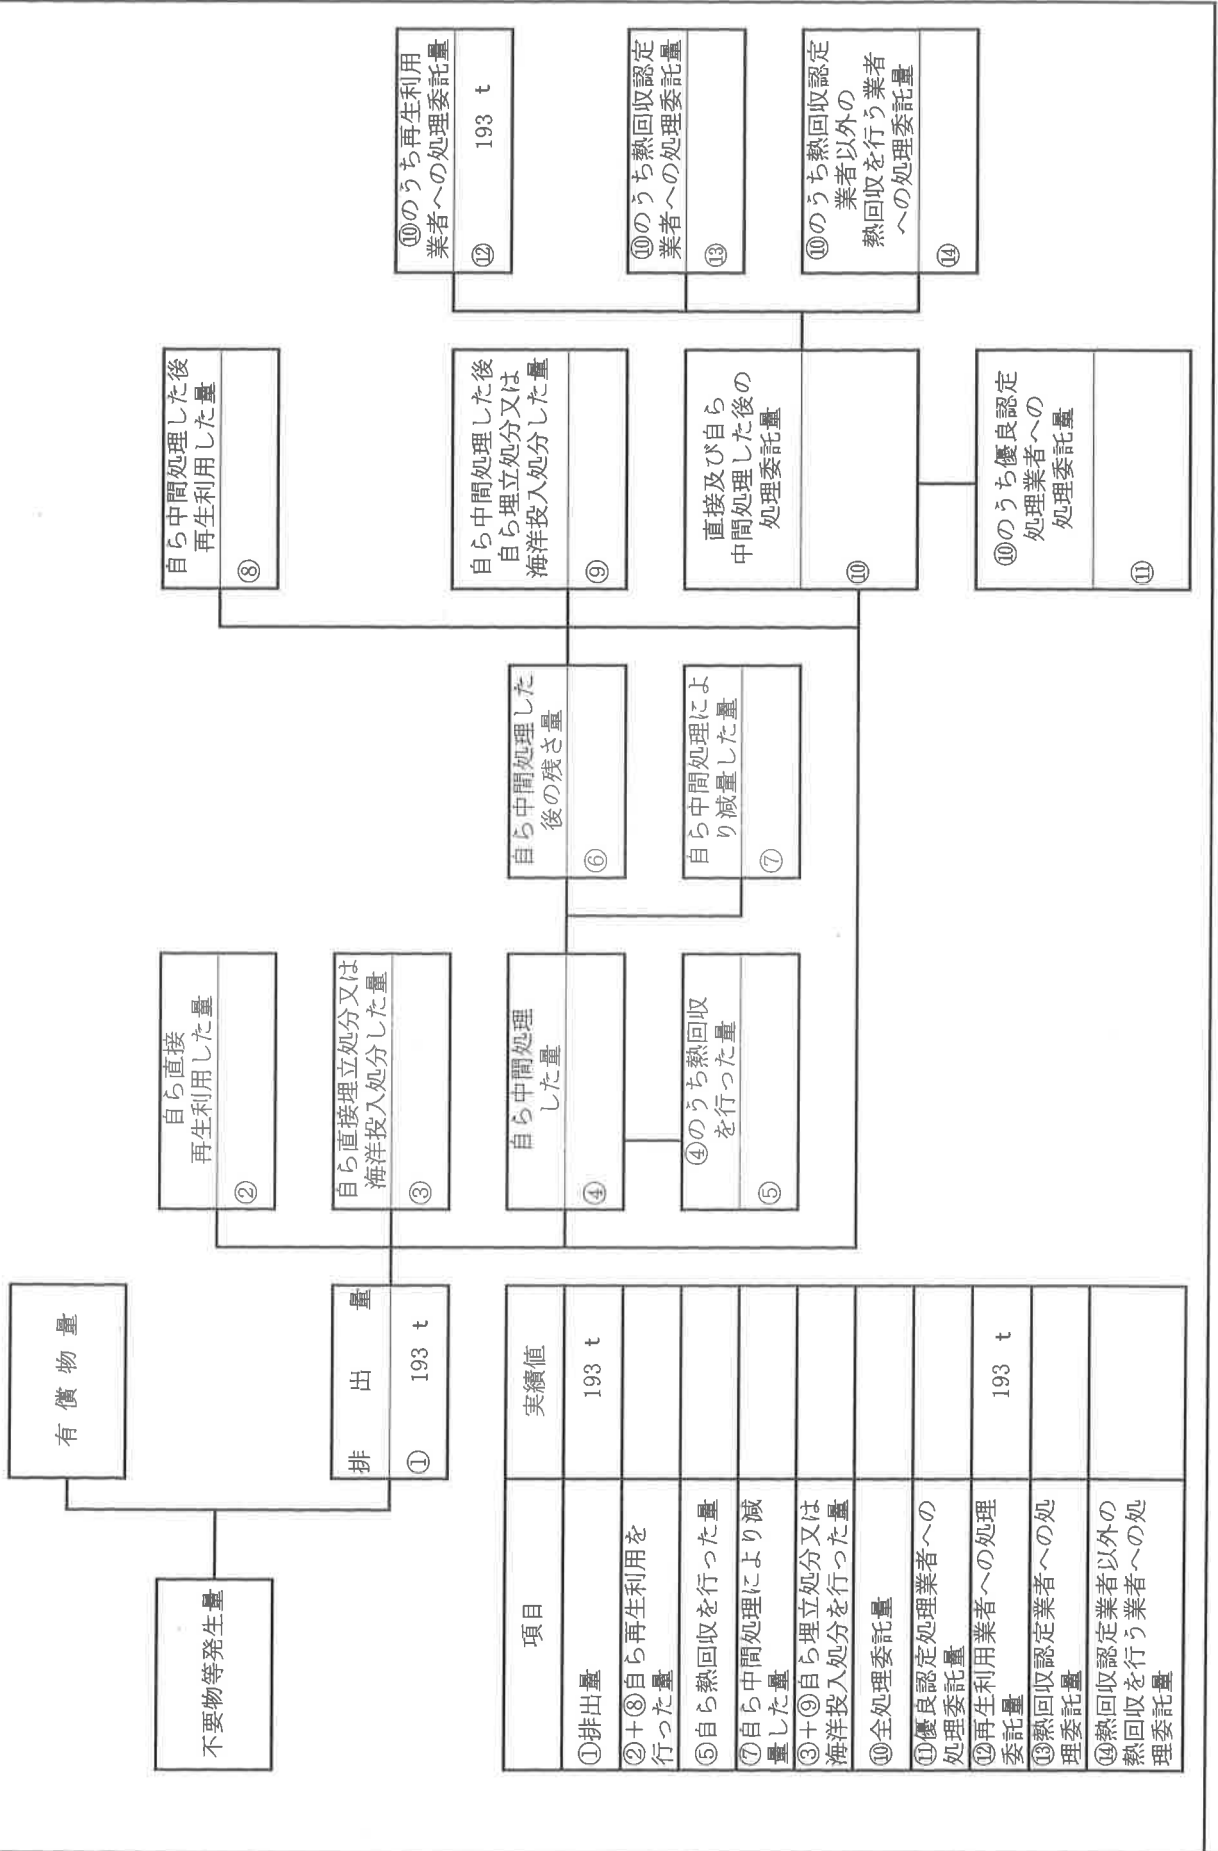 不要物等発生量
有償物量
排出量
① 193 t
自ら直接
再生利用した量
②
自ら直接埋立処分又は
海洋投入処分した量
③
自ら中間処理
した量
④
④のうち熱回収
を行った量
⑤
自ら中間処理した
後の残さ量
⑥
自ら中間処理によ
り減量した量
⑦
自ら中間処理した後
再生利用した量
⑧
自ら中間処理した後
自ら埋立処分又は
海洋投入処分した量
⑨
直接及び自ら
中間処理した後の
処理委託量
⑩
⑩のうち優良認定
処理業者への
処理委託量
⑪
⑩のうち再生利用
業者への処理委託量
⑫ 193 t
⑩のうち熱回収認定
業者への処理委託量
⑬
⑩のうち熱回収認定
業者以外の
熱回収を行う業者
への処理委託量
⑭
項目 実績値
①排出量 193 t
②+⑧自ら再生利用を
行った量
⑤自ら熱回収を行った量
⑦自ら中間処理により減
量した量
③+⑨自ら埋立処分又は
海洋投入処分を行った量
⑩全処理委託量
⑪優良認定処理業者への
処理委託量
⑫再生利用業者への処理
委託量 193 t
⑬熱回収認定業者への処
理委託量
⑭熱回収認定業者以外の
熱回収を行う業者への処
理委託量